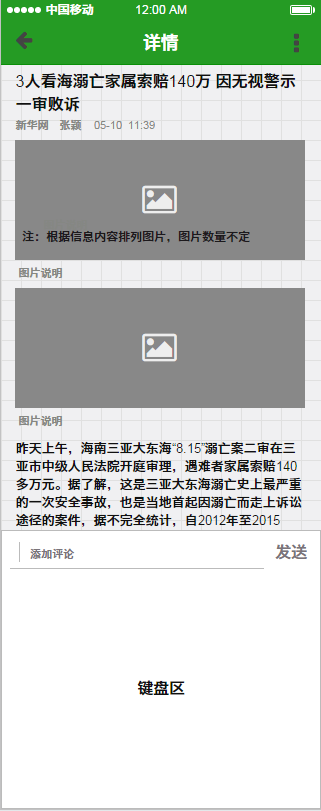 中国移动 12:00 AM
详情
3人看海溺亡家属索赔140万 因无视警示
一审败诉
新华网 张颖 05-10 11:39
注：根据信息内容排列图片，图片数量不定
图片说明
图片说明
昨天上午，海南三亚大东海“8.15”溺亡案二审在三
亚市中级人民法院开庭审理，遇难者家属索赔140
多万元。据了解，这是三亚大东海溺亡史上最严重
的一次安全事故，也是当地首起因溺亡而走上诉讼
途径的案件，据不完全统计，自2012年至2015
添加评论 发送
键盘区